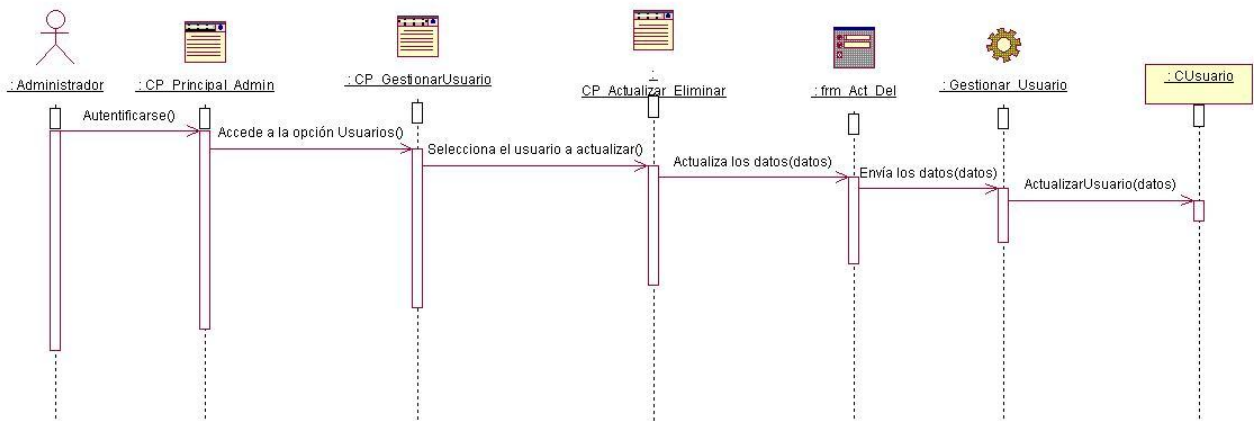 : Administrador
: CP_Principal_Admin
: CP_GestionarUsuario
:
CP_Actualizar_Eliminar
: frm_Act_Del
: Gestionar_Usuario
: CUsuario
Autentificarse()
Accede a la opción Usuarios()
Selecciona el usuario a actualizar()
Actualiza los datos(datos)
Envía los datos(datos)
ActualizarUsuario(datos)